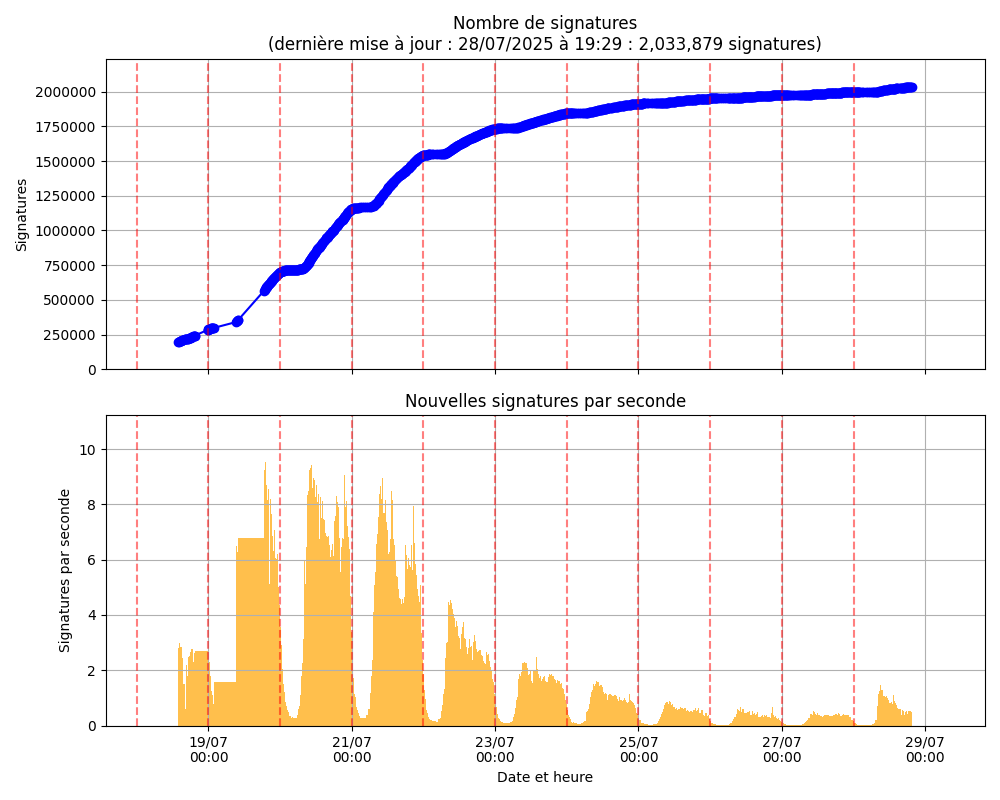 Nombre de signatures
(dernière mise à jour : 28/07/2025 à 19:29 : 2,033,879 signatures)
2000000
1750000
1500000
1250000
1000000
750000
500000
250000
0
Signatures
Nouvelles signatures par seconde
10
8
6
4
2
0
Signatures par seconde
19/07 21/07 23/07 25/07 27/07 29/07
00:00 00:00 00:00 00:00 00:00 00:00
Date et heure